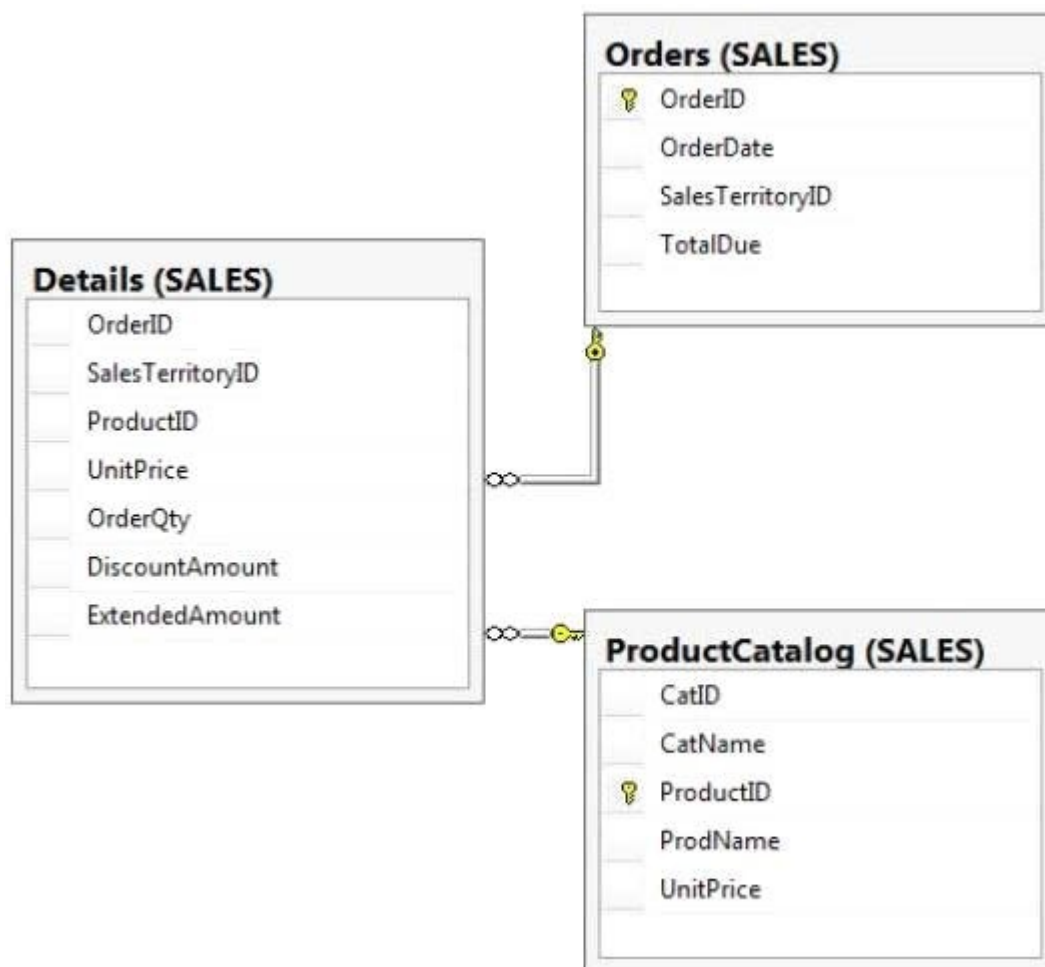 Orders (SALES)
OrderID
OrderDate
SalesTerritoryID
TotalDue
Details (SALES)
OrderID
SalesTerritoryID
ProductID
UnitPrice
OrderQty
DiscountAmount
ExtendedAmount
ProductCatalog (SALES)
CatID
CatName
ProductID
ProdName
UnitPrice